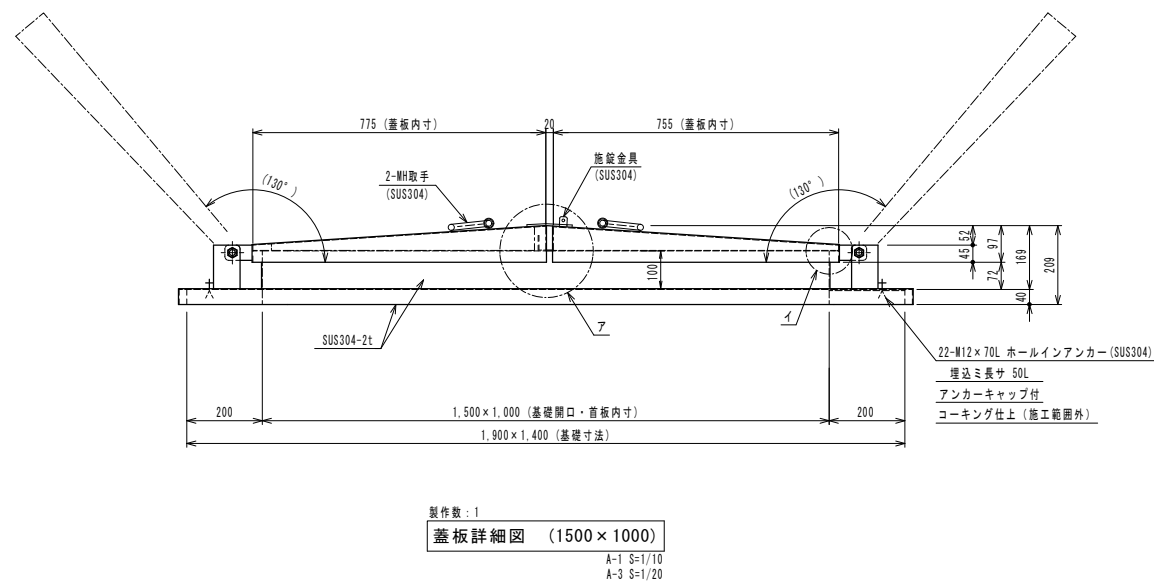 775 (蓋板内寸)
20
755 (蓋板内寸)
施錠金具
(SUS304)
2-MH取手
(SUS304)
(130°)
(130°)
52
45
97
72
169
40
209
100
ア
イ
SUS304-2t
22-M12×70L ホールインアンカー(SUS304)
埋込ミ長サ 50L
アンカーキャップ付
コーキング仕上(施工範囲外)
200
1,500×1,000 (基礎開口・首板内寸)
200
1,900×1,400 (基礎寸法)
製作数:1
蓋板詳細図 (1500×1000)
A-1 S=1/10
A-3 S=1/20